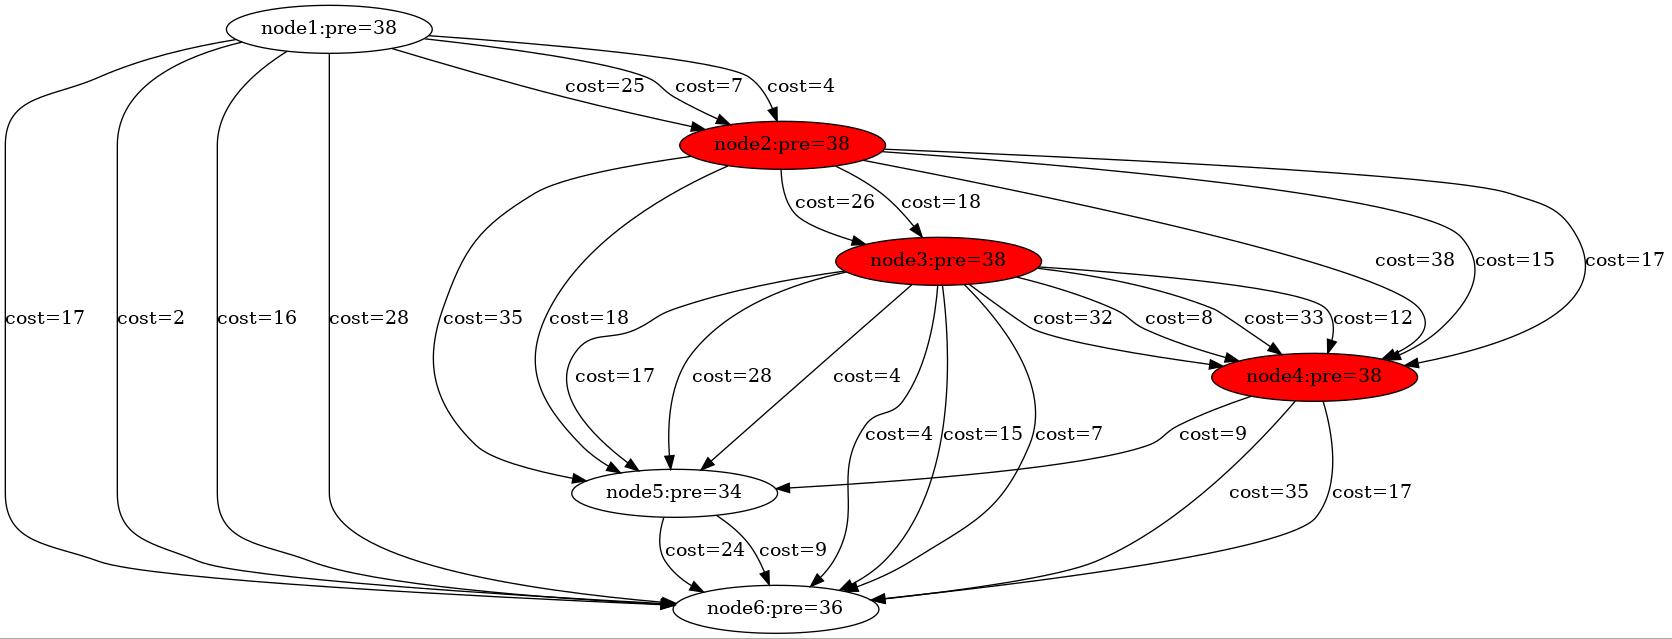 node1:pre=38
cost=25
cost=7
cost=4
node2:pre=38
cost=26
cost=18
node3:pre=38
cost=38
cost=15
cost=17
cost=17
cost=2
cost=16
cost=28
cost=35
cost=18
cost=32
cost=8
cost=33
cost=12
cost=17
cost=28
cost=4
node4:pre=38
cost=4
cost=15
cost=7
cost=9
node5:pre=34
cost=35
cost=17
cost=24
cost=9
node6:pre=36